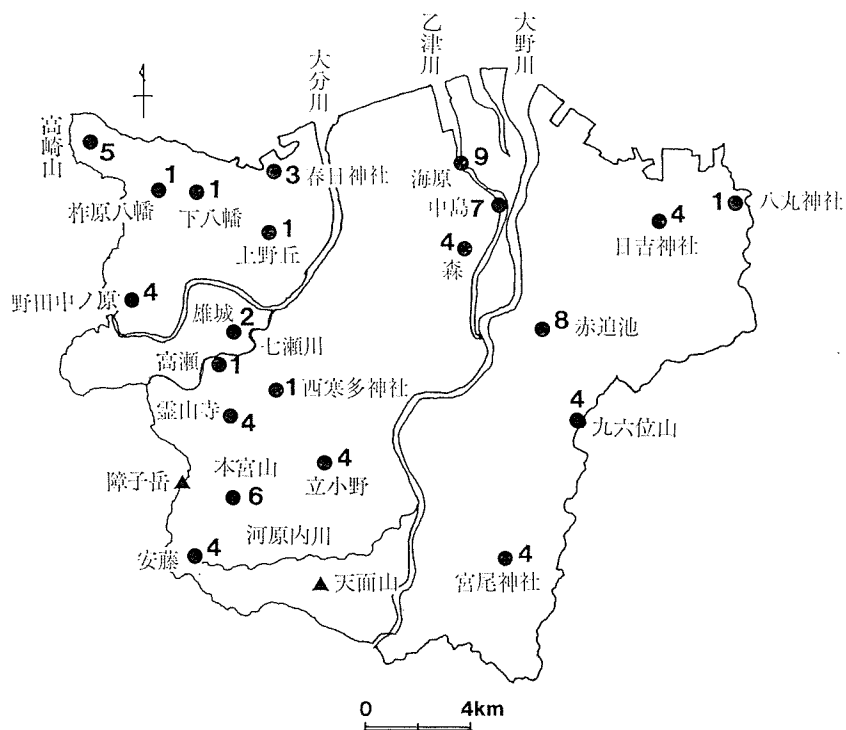 大分川
乙津川
大野川
高崎山
5
1
柞原八幡
1
下八幡
3
春日神社
1
上野丘
9
海原
中島
7
4
森
1
八丸神社
4
日吉神社
4
野田中ノ原
雄城
2
七瀬川
高瀬
1
1
西寒多神社
霊山寺
4
8
赤迫池
4
九六位山
障子岳
本宮山
6
4
立小野
河原内川
安藤
4
天面山
4
宮尾神社
0 4km